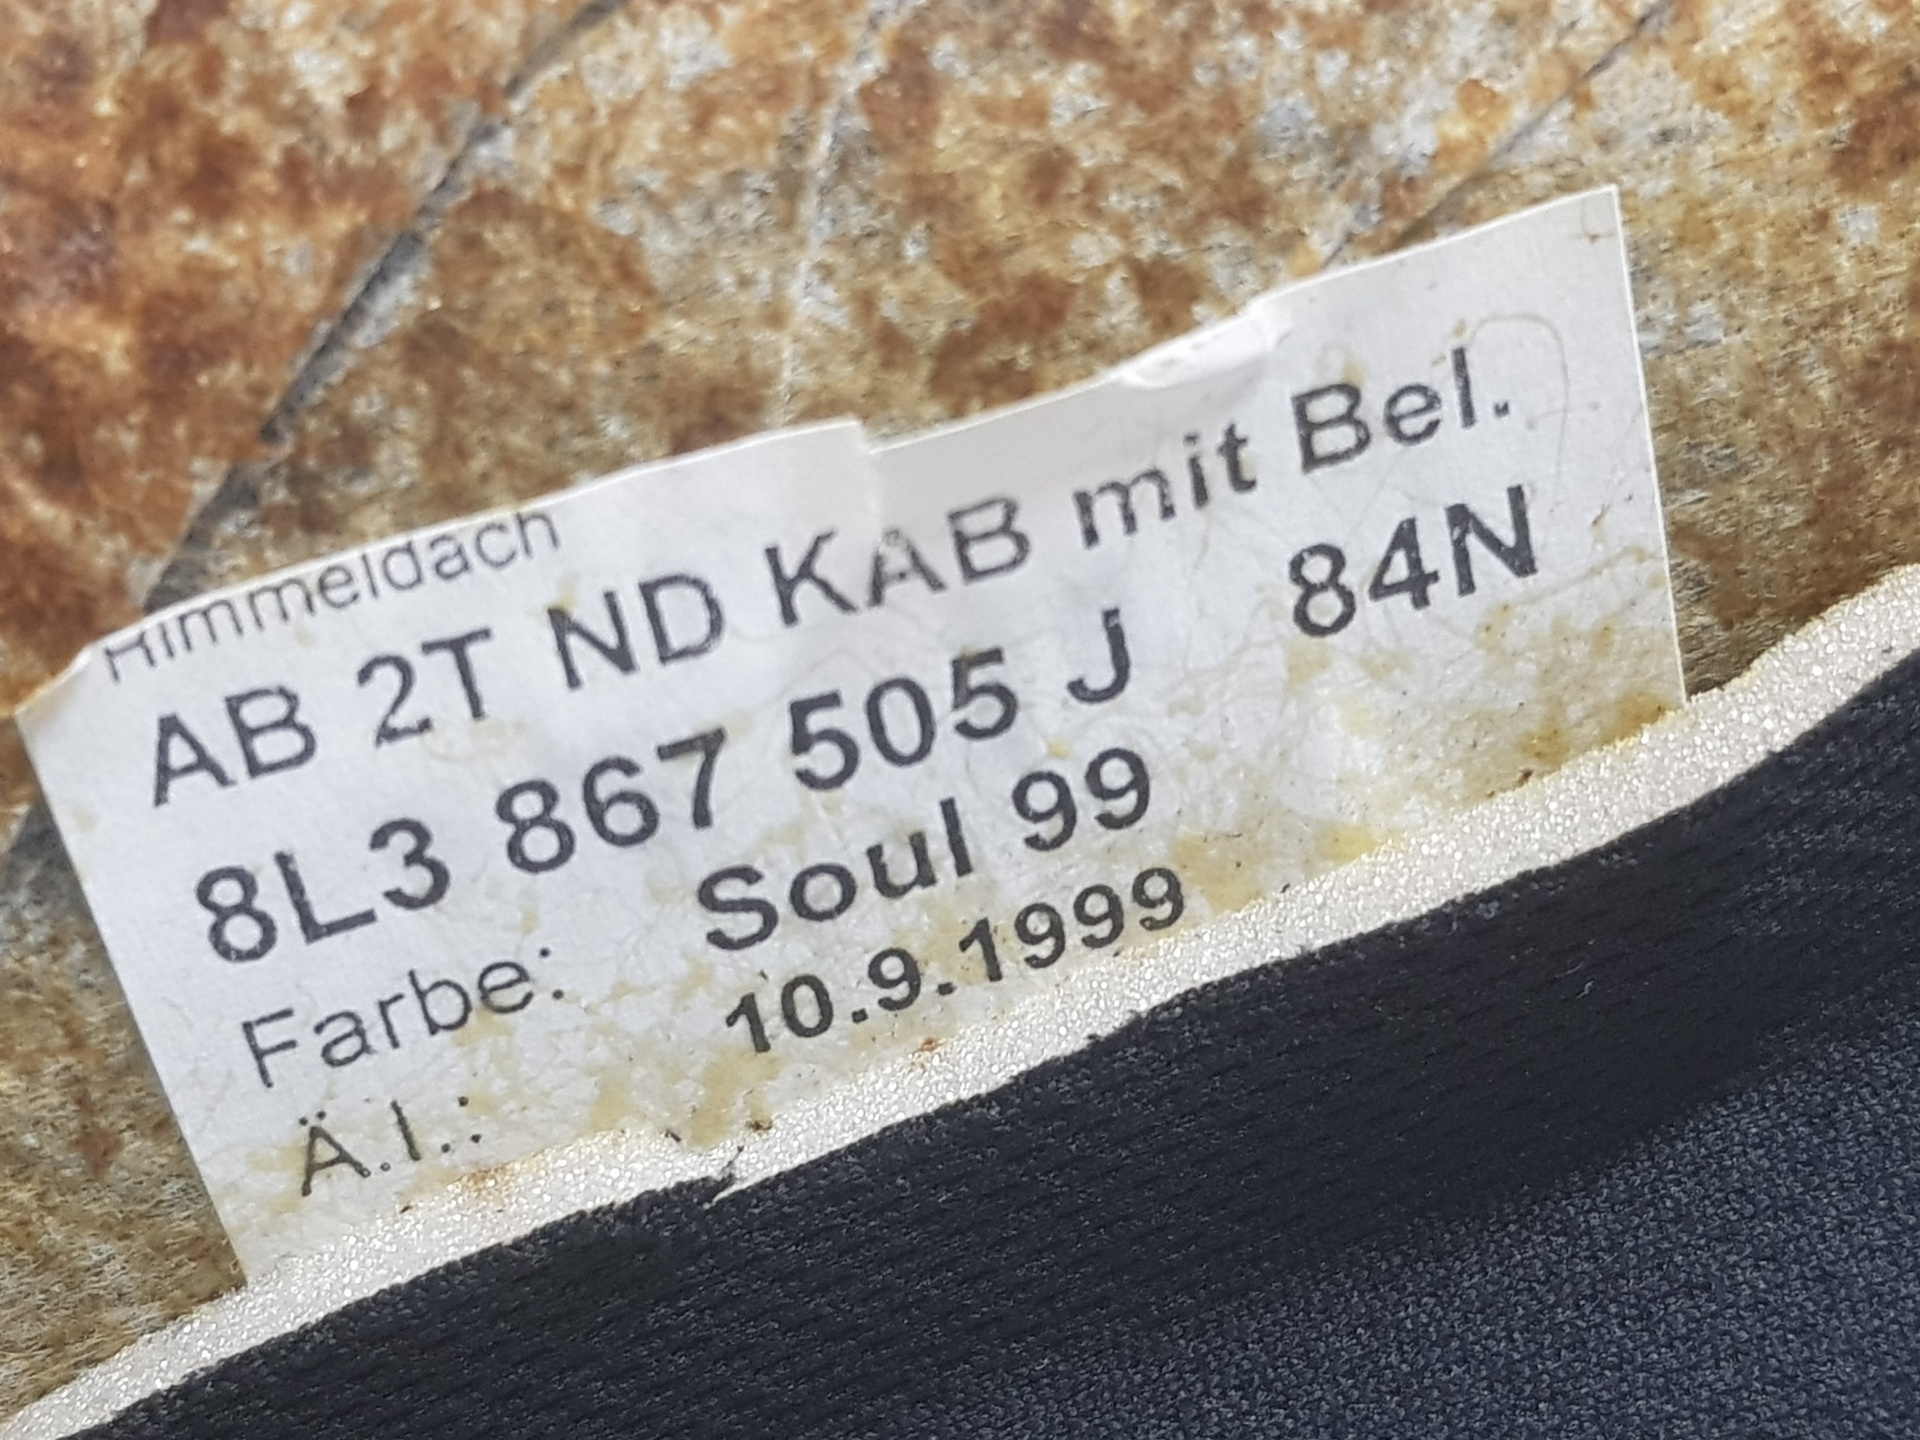 Himmeldach
AB 2T ND KAB mit Bel.
8L3 867 505 J 84N
Farbe: Soul 99
Ä.I.: 10.9.1999